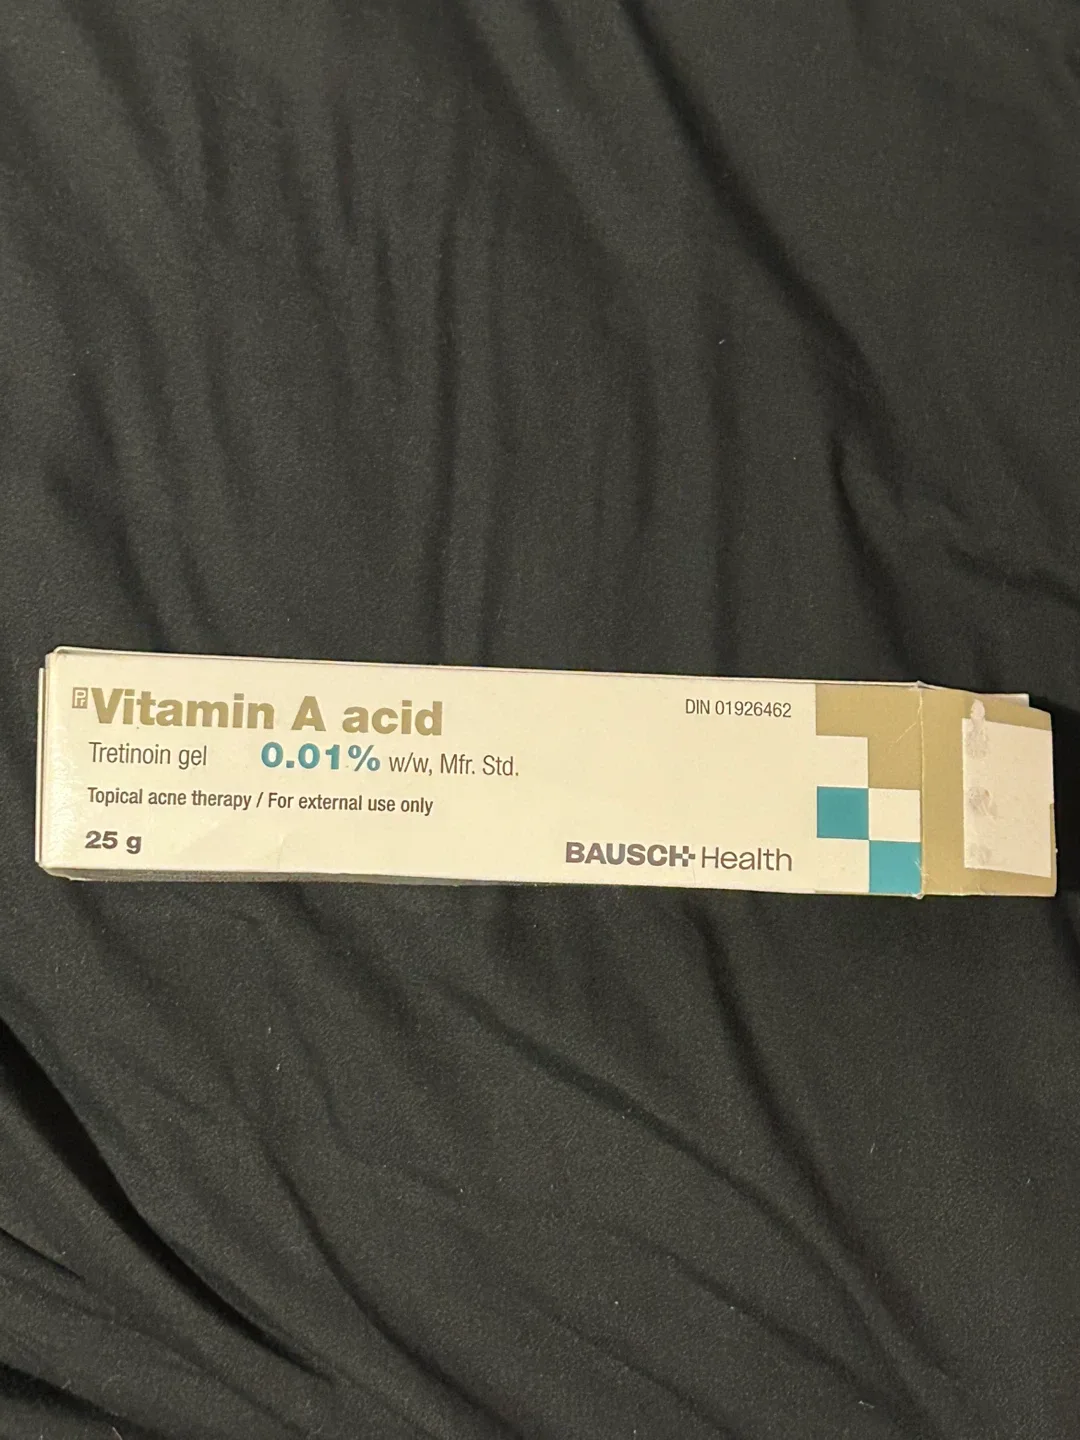 Pr Vitamin A acid
Tretinoin gel 0.01% w/w, Mfr. Std.
Topical acne therapy / For external use only
25 g
DIN 01926462
BAUSCH+ Health